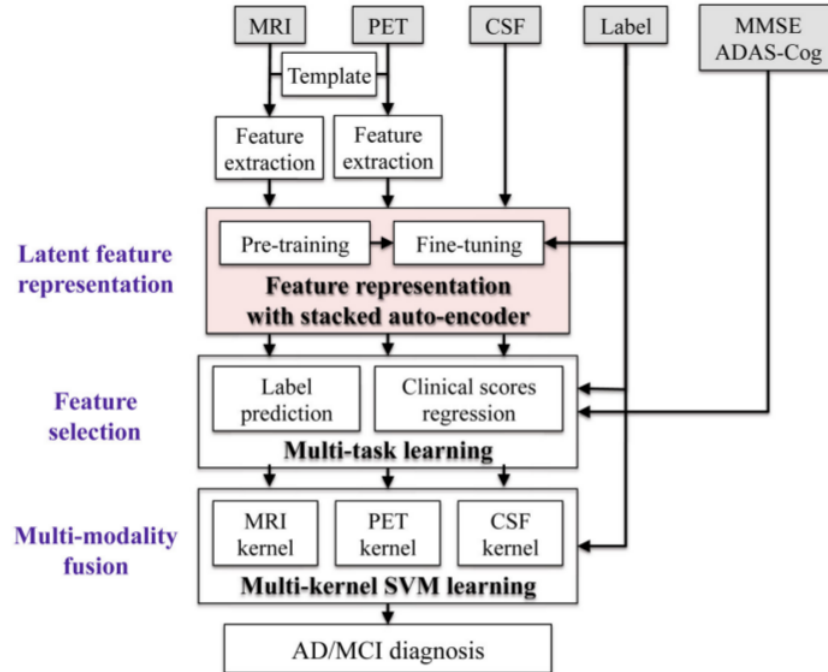 MRI
PET
CSF
Label
MMSE
ADAS-Cog
Template
Feature
extraction
Feature
extraction
Latent feature
representation
Pre-training
Fine-tuning
Feature representation
with stacked auto-encoder
Feature
selection
Label
prediction
Clinical scores
regression
Multi-task learning
Multi-modality
fusion
MRI
kernel
PET
kernel
CSF
kernel
Multi-kernel SVM learning
AD/MCI diagnosis